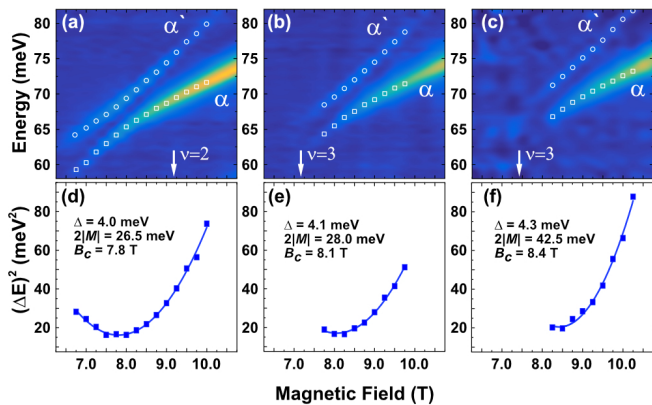 (a) α` α ν=2
(b) α` α ν=3
(c) α` α ν=3
Energy (meV)
80
75
70
65
60
(d)
Δ = 4.0 meV
2|M| = 26.5 meV
Bc = 7.8 T
(e)
Δ = 4.1 meV
2|M| = 28.0 meV
Bc = 8.1 T
(f)
Δ = 4.3 meV
2|M| = 42.5 meV
Bc = 8.4 T
(ΔE)² (meV²)
80
60
40
20
7.0 8.0 9.0 10.0 7.0 8.0 9.0 10.0 7.0 8.0 9.0 10.0
Magnetic Field (T)